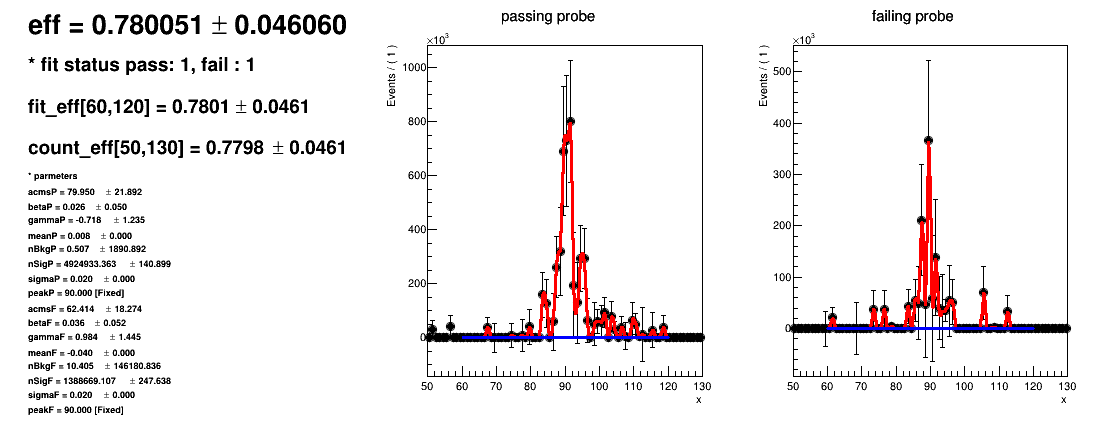 eff = 0.780051 ± 0.046060
* fit status pass: 1, fail : 1
fit_eff[60,120] = 0.7801 ± 0.0461
count_eff[50,130] = 0.7798 ± 0.0461
* parmeters
acmsP = 79.950 ± 21.892
betaP = 0.026 ± 0.050
gammaP = -0.718 ± 1.235
meanP = 0.008 ± 0.000
nBkgP = 0.507 ± 1890.892
nSigP = 4924933.363 ± 140.899
sigmaP = 0.020 ± 0.000
peakP = 90.000 [Fixed]
acmsF = 62.414 ± 18.274
betaF = 0.036 ± 0.052
gammaF = 0.984 ± 1.445
meanF = -0.040 ± 0.000
nBkgF = 10.405 ± 146180.836
nSigF = 1388669.107 ± 247.638
sigmaF = 0.020 ± 0.000
peakF = 90.000 [Fixed]
passing probe
×10³
Events / ( 1 )
1000
800
600
400
200
0
50 60 70 80 90 100 110 120 130
x
failing probe
×10³
Events / ( 1 )
500
400
300
200
100
0
50 60 70 80 90 100 110 120 130
x